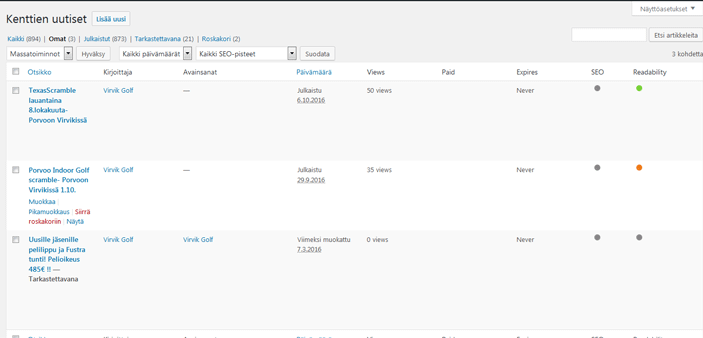 Näyttöasetukset
Kenttien uutiset Lisää uusi
Kaikki (894) | Omat (3) | Julkaistut (873) | Tarkastettavana (21) | Roskakori (2)
Etsi artikkeleita
Massatoiminnot Hyväksy Kaikki päivämäärät Kaikki SEO-pisteet Suodata
3 kohdetta
Otsikko Kirjoittaja Avainsanat Päivämäärä Views Paid Expires SEO Readability
TexasScramble Virvik Golf — Julkaistu 50 views Never
lauantaina 6.10.2016
8.lokakuuta-
Porvoon Virvikissä
Porvoo Indoor Golf Virvik Golf — Julkaistu 35 views Never
scramble- Porvoon 29.9.2016
Virvikissä 1.10.
Muokkaa |
Pikamuokkaus | Siirrä
roskakoriin | Näytä
Uusille jäsenille Virvik Golf Virvik Golf Viimeksi muokattu 0 views Never
pelilippu ja Fustra 7.3.2016
tunti! Pelioikeus
485€ !! —
Tarkastettavana